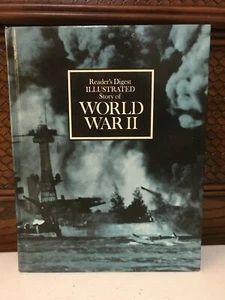 Reader's Digest
ILLUSTRATED
Story of
WORLD
WAR II